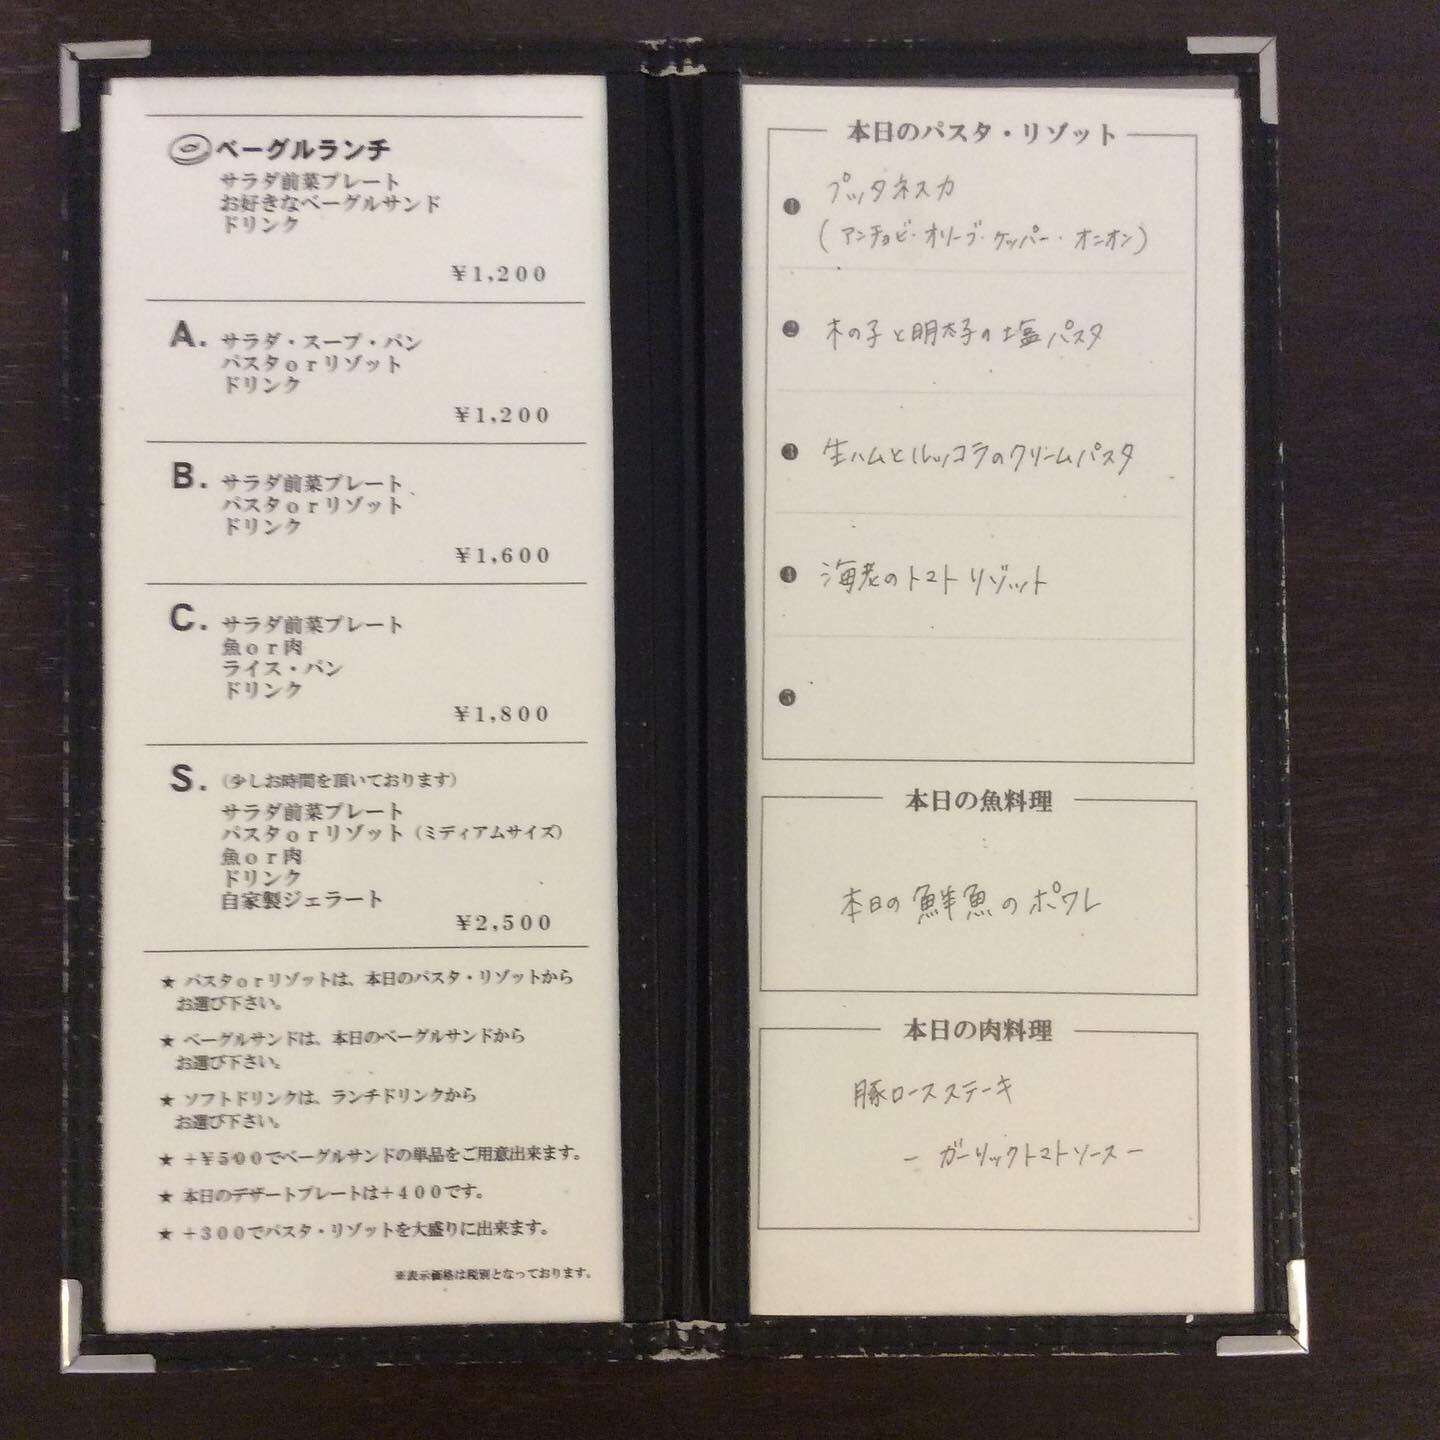 ベーグルランチ
サラダ前菜プレート
お好きなベーグルサンド
ドリンク
¥1,200
A. サラダ・スープ・パン
パスタorリゾット
ドリンク
¥1,200
B. サラダ前菜プレート
パスタorリゾット
ドリンク
¥1,600
C. サラダ前菜プレート
魚or肉
ライス・パン
ドリンク
¥1,800
S. (少しお時間を頂いております)
サラダ前菜プレート
パスタorリゾット(ミディアムサイズ)
魚or肉
ドリンク
自家製ジェラート
¥2,500
★ パスタorリゾットは、本日のパスタ・リゾットから
お選び下さい。
★ ベーグルサンドは、本日のベーグルサンドから
お選び下さい。
★ ソフトドリンクは、ランチドリンクから
お選び下さい。
★ +¥500でベーグルサンドの単品をご用意出来ます。
★ 本日のデザートプレートは+400です。
★ +300でパスタ・リゾットを大盛りに出来ます。
※表示価格は税別となっております。
本日のパスタ・リゾット
❶ プッタネスカ
(アンチョビ・オリーブ・ケッパー・オニオン)
❷ 木の子と明太子の塩パスタ
❸ 生ハムとルッコラのクリームパスタ
❹ 海老のトマトリゾット
❺
本日の魚料理
本日の鮮魚のポワレ
本日の肉料理
豚ロースステーキ
－ ガーリックトマトソース －